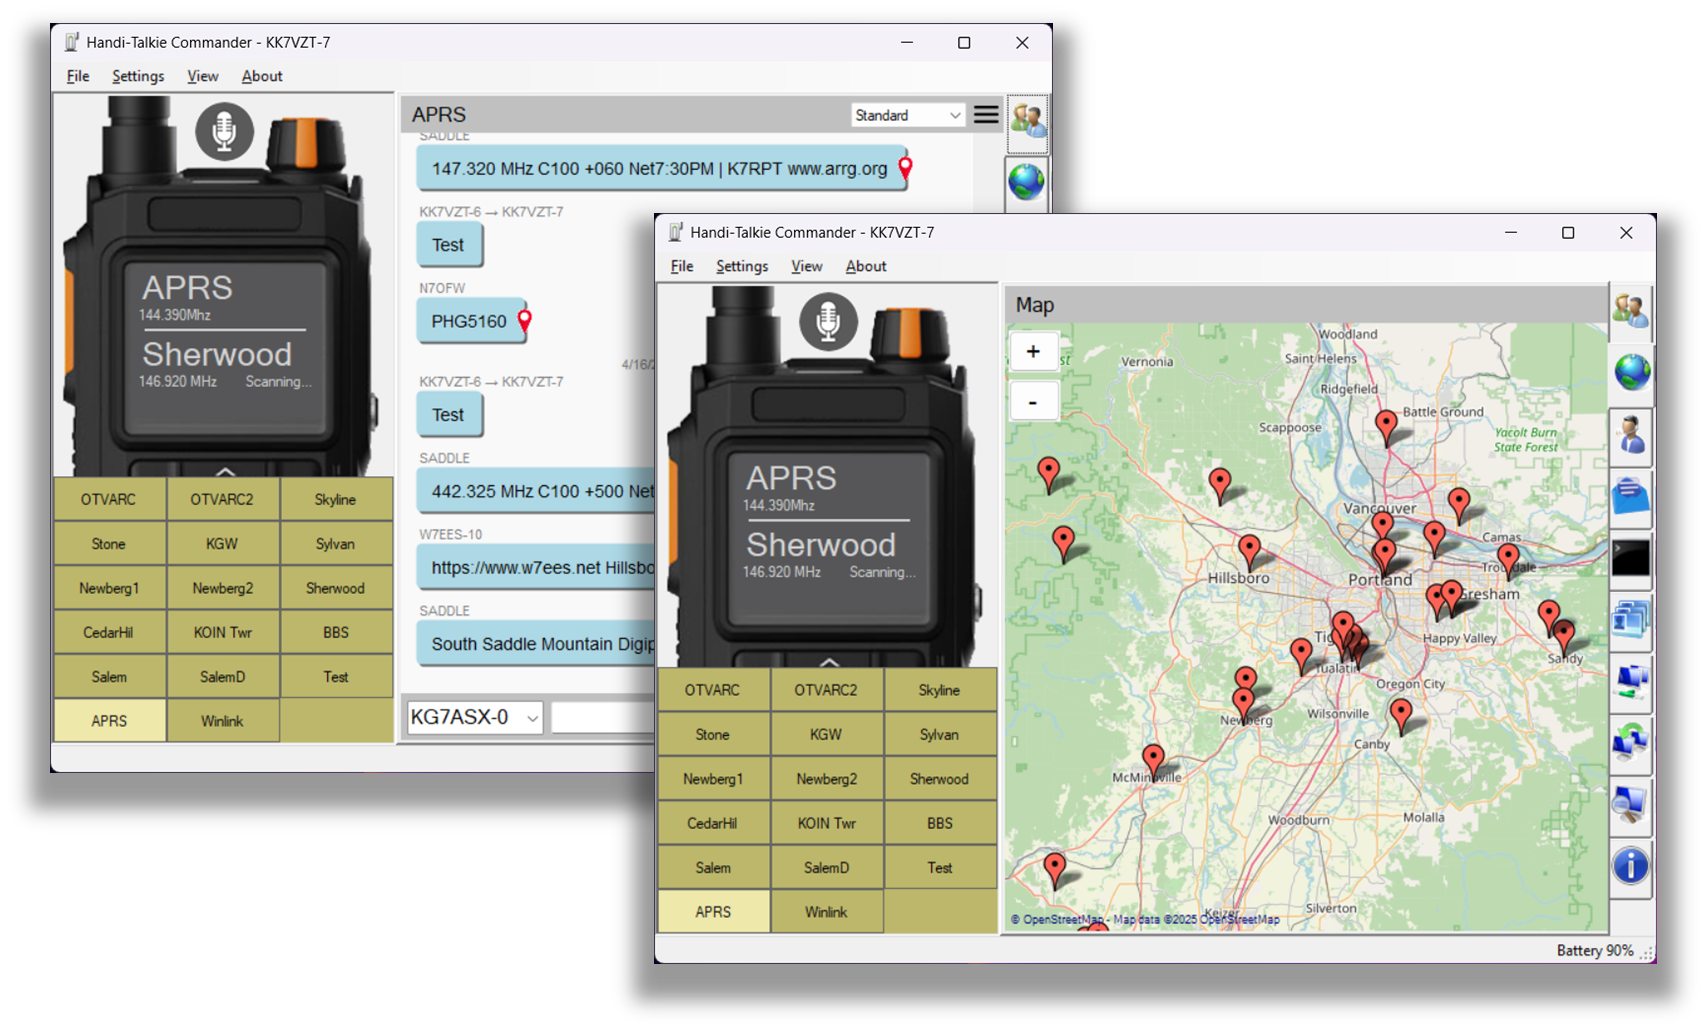 Handi-Talkie Commander - KK7VZT-7
File Settings View About
APRS
144.390Mhz
Sherwood
146.920 MHz Scanning...
OTVARC OTVARC2 Skyline
Stone KGW Sylvan
Newberg1 Newberg2 Sherwood
CedarHil KOIN Twr BBS
Salem SalemD Test
APRS Winlink
APRS Standard
SADDLE
147.320 MHz C100 +060 Net7:30PM | K7RPT www.arrg.org
KK7VZT-6 → KK7VZT-7
Test
N7OFW
PHG5160
4/16/2
KK7VZT-6 → KK7VZT-7
Test
SADDLE
442.325 MHz C100 +500 Net
W7EES-10
https://www.w7ees.net Hillsbo
SADDLE
South Saddle Mountain Digip
KG7ASX-0
Handi-Talkie Commander - KK7VZT-7
File Settings View About
APRS
144.390Mhz
Sherwood
146.920 MHz Scanning...
OTVARC OTVARC2 Skyline
Stone KGW Sylvan
Newberg1 Newberg2 Sherwood
CedarHil KOIN Twr BBS
Salem SalemD Test
APRS Winlink
Map
+
-
Woodland
Saint Helens
Vernonia
Ridgefield
Battle Ground
Scappoose
Yacolt Burn
State Forest
Vancouver
Camas
Hillsboro
Portland
Gresham
Happy Valley
Tualatin
Sandy
Oregon City
Wilsonville
Newberg
Canby
McMinnville
Woodburn
Molalla
Keizer
Silverton
© OpenStreetMap - Map data ©2025 OpenStreetMap
Battery 90%